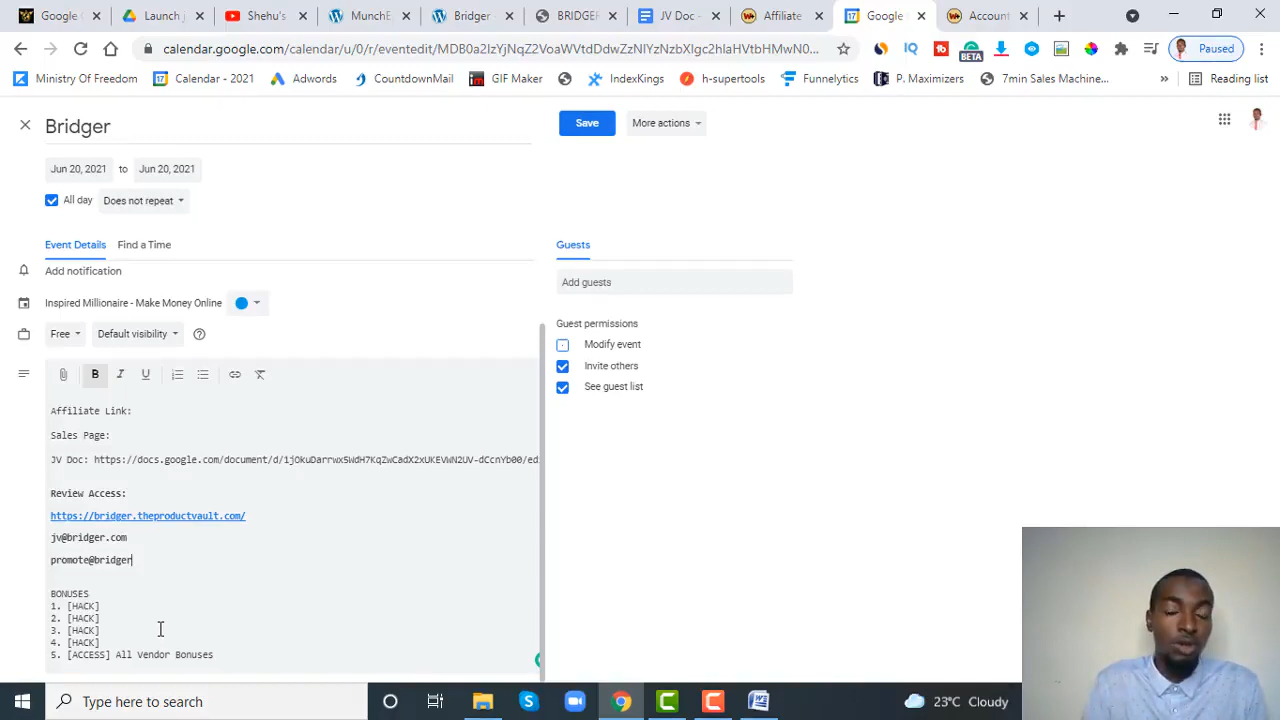 Google'
Launch j
Shehu's
MunchE
Bridger -
BRIDGER
JV Doc -
Affiliate
Google
Account
calendar.google.com/calendar/u/0/r/eventedit/
Paused
Ministry Of Freedom
Calendar - 2021
Adwords
CountdownMail
GIF Maker
IndexKings
h-supertools
Funnelytics
P. Maximizers
7min Sales Machine...
»
Reading list
BETA
Bridger
Save
More actions
Jun 20, 2021 to Jun 20, 2021
All day
Does not repeat
Event Details
Find a Time
Guests
Add notification
Add guests
Inspired Millionaire - Make Money Online
Guest permissions
Free
Default visibility
Modify event
Invite others
See guest list
B I U
Affiliate Link:
Sales Page:
JV Doc: https://docs.google.com/document/d/
Review Access:
https://bridger.theproductvault.com/
jv@bridger.com
promote@bridger
BONUSES
1. [HACK]
2. [HACK]
3. [HACK]
4. [HACK]
5. [ACCESS] All Vendor Bonuses
Type here to search
23°C Cloudy